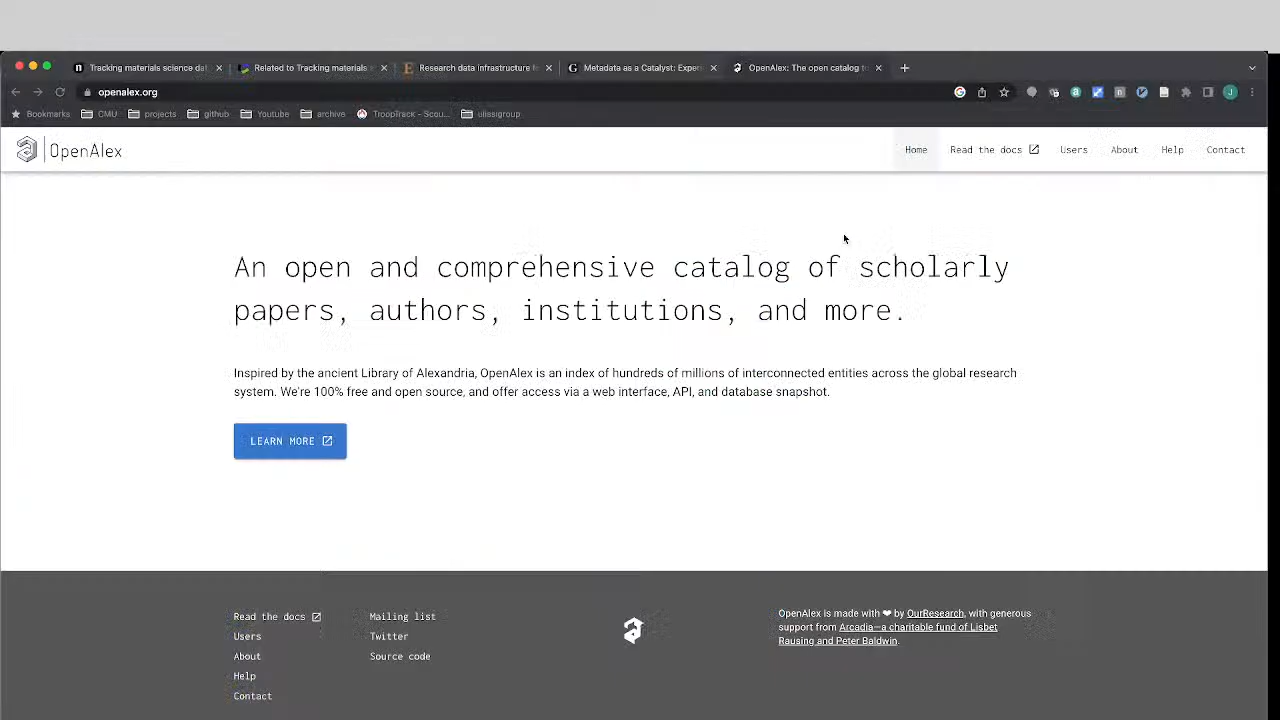 Tracking materials science dat
Related to Tracking materials
Research data infrastructure f
Metadata as a Catalyst: Exper
OpenAlex: The open catalog to
openalex.org
Bookmarks
CMU
projects
github
Youtube
archive
TroopTrack - Scou...
ulissigroup
OpenAlex
Home
Read the docs
Users
About
Help
Contact
An open and comprehensive catalog of scholarly
papers, authors, institutions, and more.
Inspired by the ancient Library of Alexandria, OpenAlex is an index of hundreds of millions of interconnected entities across the global research
system. We're 100% free and open source, and offer access via a web interface, API, and database snapshot.
LEARN MORE
Read the docs
Users
About
Help
Contact
Mailing list
Twitter
Source code
OpenAlex is made with ❤ by OurResearch, with generous
support from Arcadia—a charitable fund of Lisbet
Rausing and Peter Baldwin.